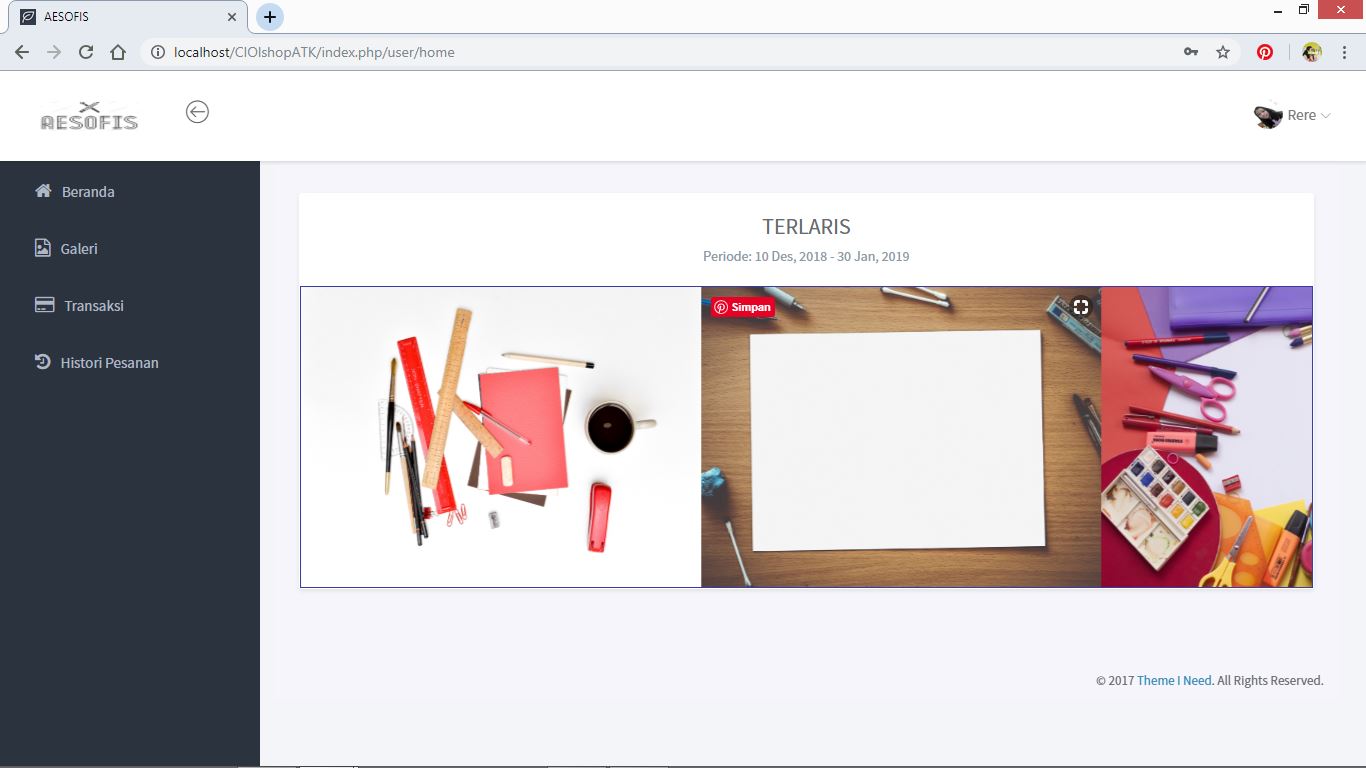 AESOFIS
localhost/CIOlshopATK/index.php/user/home
AESOFIS
Rere
Beranda
Galeri
Transaksi
Histori Pesanan
TERLARIS
Periode: 10 Des, 2018 - 30 Jan, 2019
Simpan
© 2017 Theme I Need. All Rights Reserved.